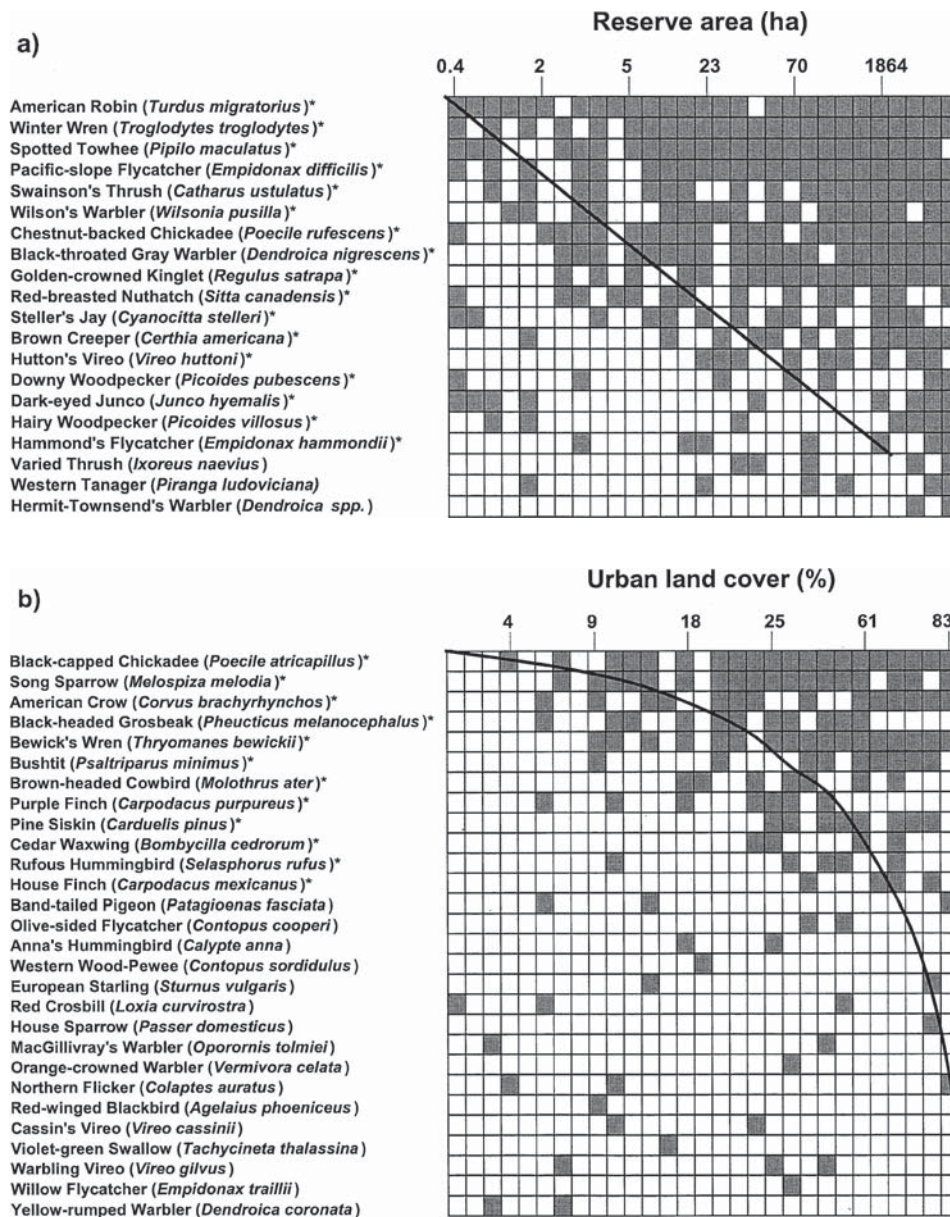 a)
Reserve area (ha)
0.4 2 5 23 70 1864
American Robin (Turdus migratorius)*
Winter Wren (Troglodytes troglodytes)*
Spotted Towhee (Pipilo maculatus)*
Pacific-slope Flycatcher (Empidonax difficilis)*
Swainson's Thrush (Catharus ustulatus)*
Wilson's Warbler (Wilsonia pusilla)*
Chestnut-backed Chickadee (Poecile rufescens)*
Black-throated Gray Warbler (Dendroica nigrescens)*
Golden-crowned Kinglet (Regulus satrapa)*
Red-breasted Nuthatch (Sitta canadensis)*
Steller's Jay (Cyanocitta stelleri)*
Brown Creeper (Certhia americana)*
Hutton's Vireo (Vireo huttoni)*
Downy Woodpecker (Picoides pubescens)*
Dark-eyed Junco (Junco hyemalis)*
Hairy Woodpecker (Picoides villosus)*
Hammond's Flycatcher (Empidonax hammondii)*
Varied Thrush (Ixoreus naevius)
Western Tanager (Piranga ludoviciana)
Hermit-Townsend's Warbler (Dendroica spp.)
b)
Urban land cover (%)
4 9 18 25 61 83
Black-capped Chickadee (Poecile atricapillus)*
Song Sparrow (Melospiza melodia)*
American Crow (Corvus brachyrhynchos)*
Black-headed Grosbeak (Pheucticus melanocephalus)*
Bewick's Wren (Thryomanes bewickii)*
Bushtit (Psaltriparus minimus)*
Brown-headed Cowbird (Molothrus ater)*
Purple Finch (Carpodacus purpureus)*
Pine Siskin (Carduelis pinus)*
Cedar Waxwing (Bombycilla cedrorum)*
Rufous Hummingbird (Selasphorus rufus)*
House Finch (Carpodacus mexicanus)*
Band-tailed Pigeon (Patagioenas fasciata)
Olive-sided Flycatcher (Contopus cooperi)
Anna's Hummingbird (Calypte anna)
Western Wood-Pewee (Contopus sordidulus)
European Starling (Sturnus vulgaris)
Red Crosbill (Loxia curvirostra)
House Sparrow (Passer domesticus)
MacGillivray's Warbler (Oporornis tolmiei)
Orange-crowned Warbler (Vermivora celata)
Northern Flicker (Colaptes auratus)
Red-winged Blackbird (Agelaius phoeniceus)
Cassin's Vireo (Vireo cassinii)
Violet-green Swallow (Tachycineta thalassina)
Warbling Vireo (Vireo gilvus)
Willow Flycatcher (Empidonax traillii)
Yellow-rumped Warbler (Dendroica coronata)